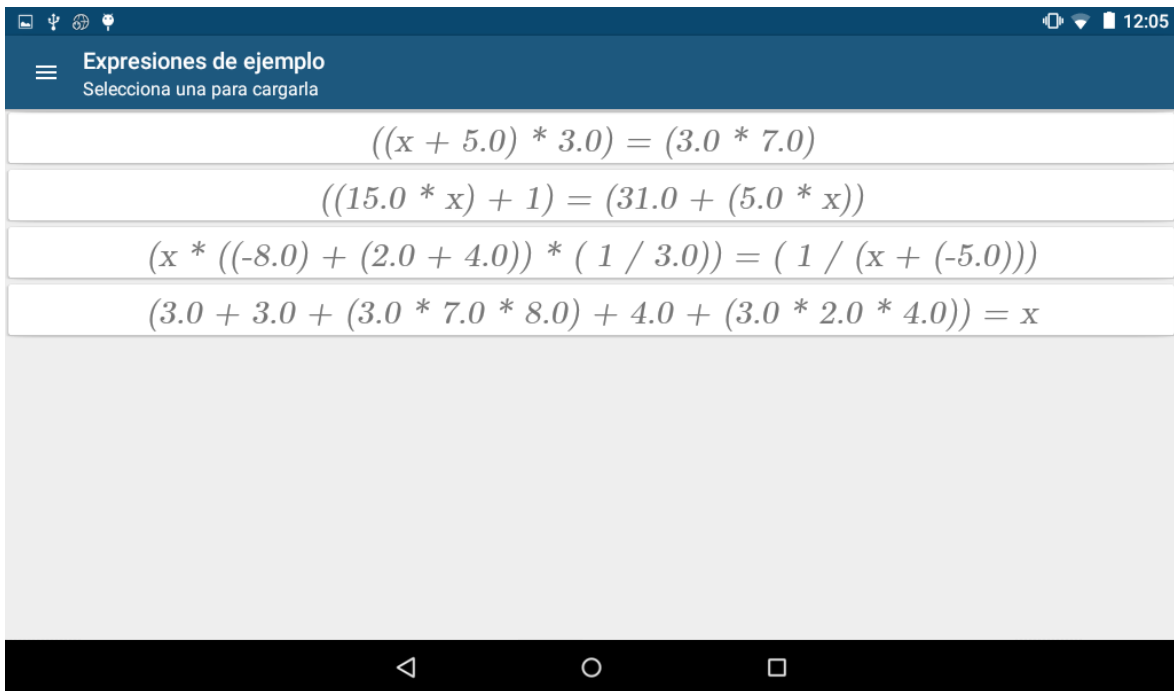 12:05
Expresiones de ejemplo
Selecciona una para cargarla
((x + 5.0) * 3.0) = (3.0 * 7.0)
((15.0 * x) + 1) = (31.0 + (5.0 * x))
(x * ((-8.0) + (2.0 + 4.0)) * ( 1 / 3.0)) = ( 1 / (x + (-5.0)))
(3.0 + 3.0 + (3.0 * 7.0 * 8.0) + 4.0 + (3.0 * 2.0 * 4.0)) = x